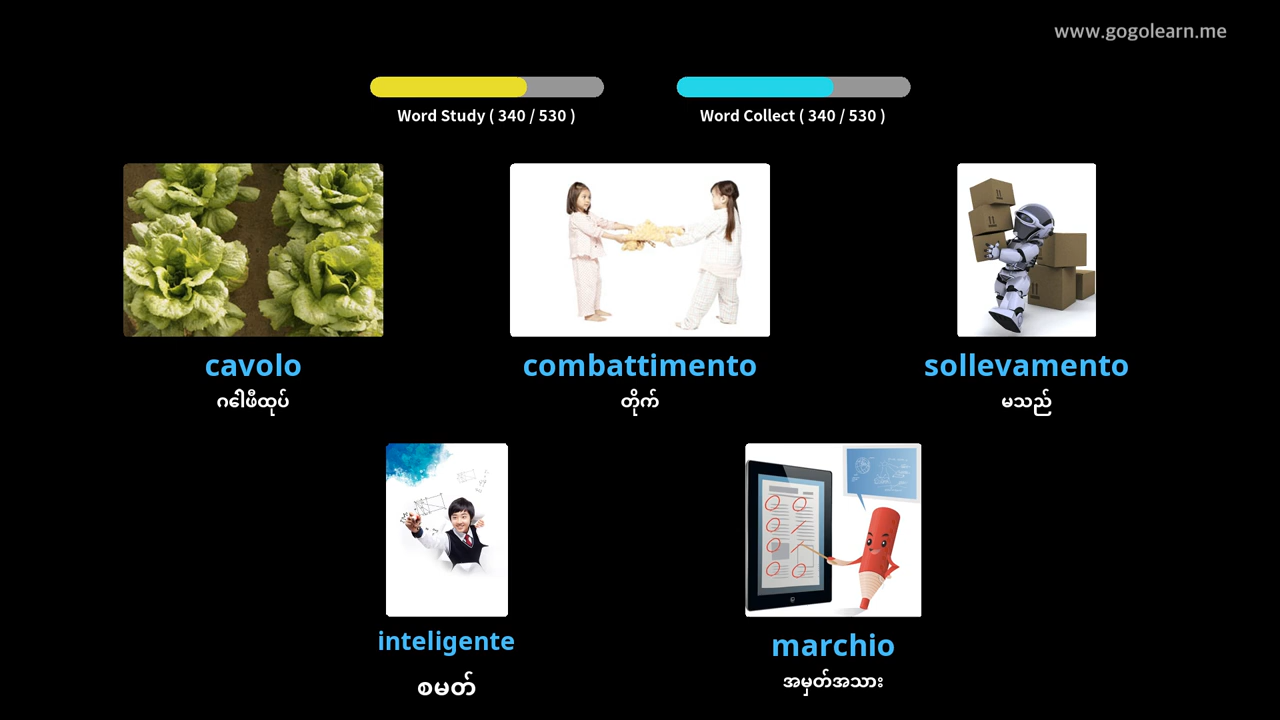 www.gogolearn.me
Word Study ( 340 / 530 )
Word Collect ( 340 / 530 )
cavolo
combattimento
sollevamento
ဂေါ်ဖီထုပ်
တိုက်
မသည်
inteligente
marchio
စမတ်
အမှတ်အသား